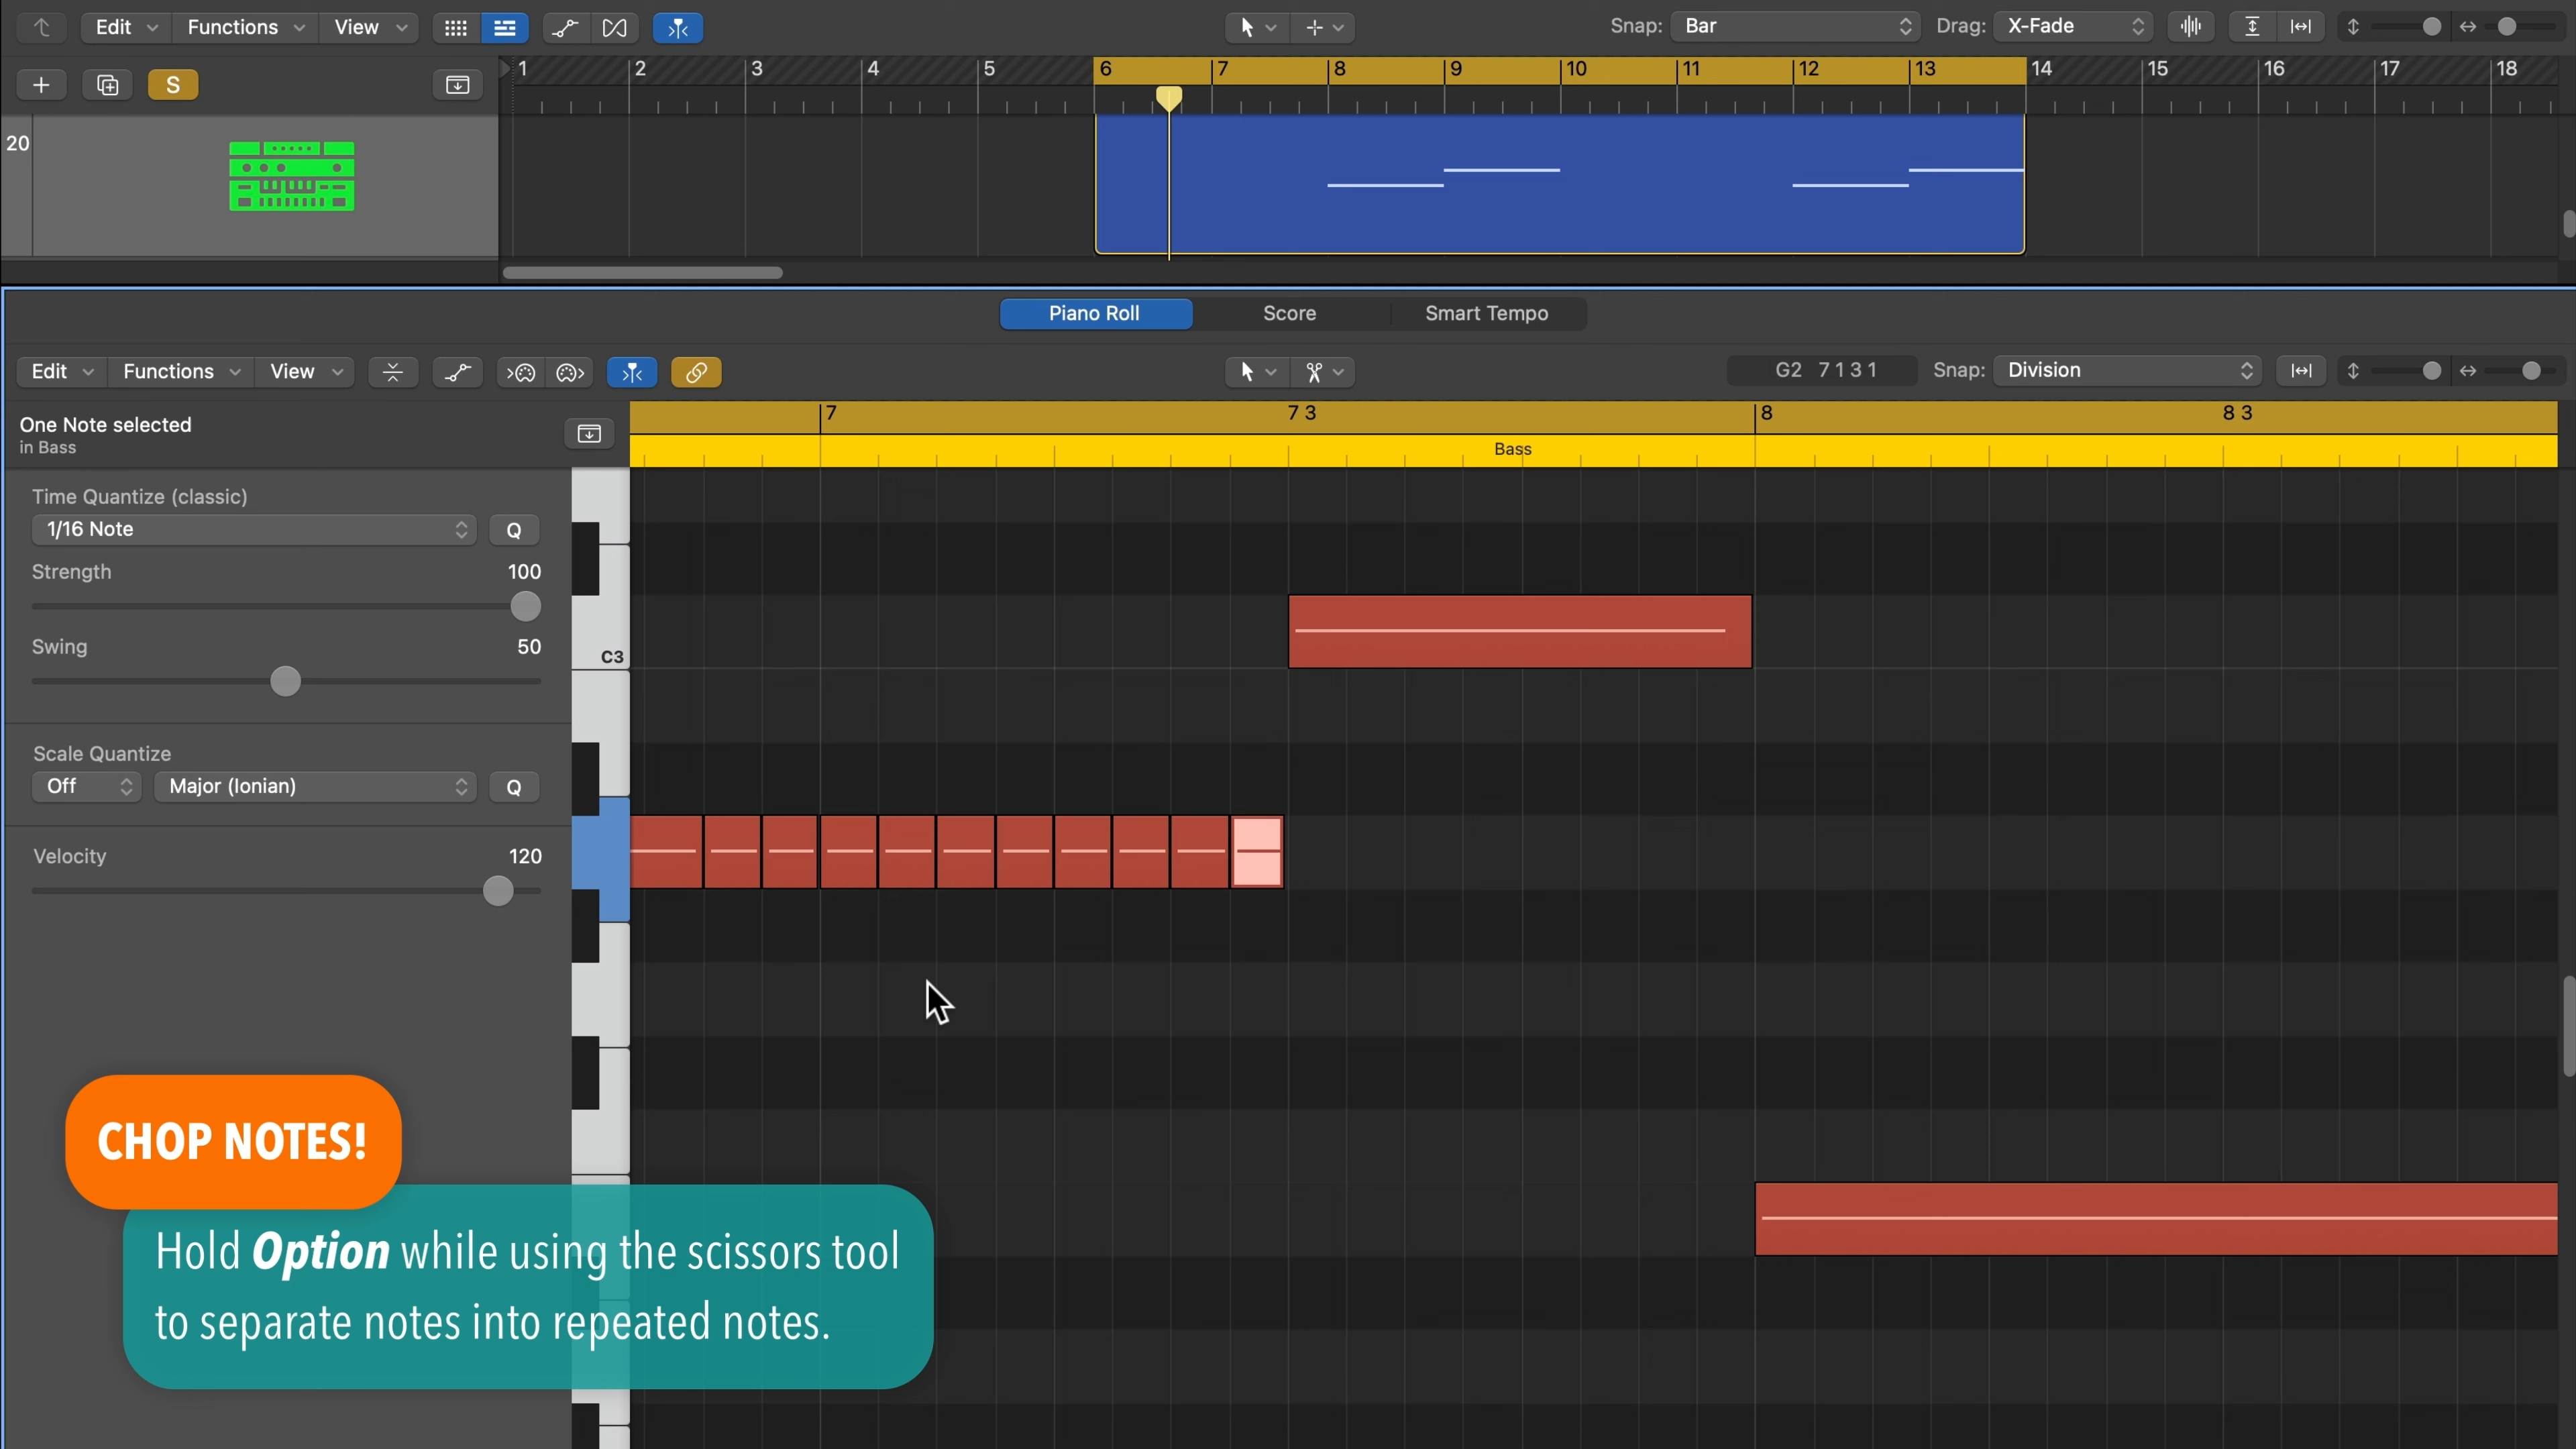 Edit Functions View Snap: Bar Drag: X-Fade
S 1 2 3 4 5 6 7 8 9 10 11 12 13 14 15 16 17 18
20
Piano Roll Score Smart Tempo
Edit Functions View G2 7 1 3 1 Snap: Division
One Note selected
in Bass
7 7 3 8 8 3
Bass
Time Quantize (classic)
1/16 Note Q
Strength 100
Swing 50
C3
Scale Quantize
Off Major (Ionian) Q
Velocity 120
CHOP NOTES!
Hold Option while using the scissors tool
to separate notes into repeated notes.